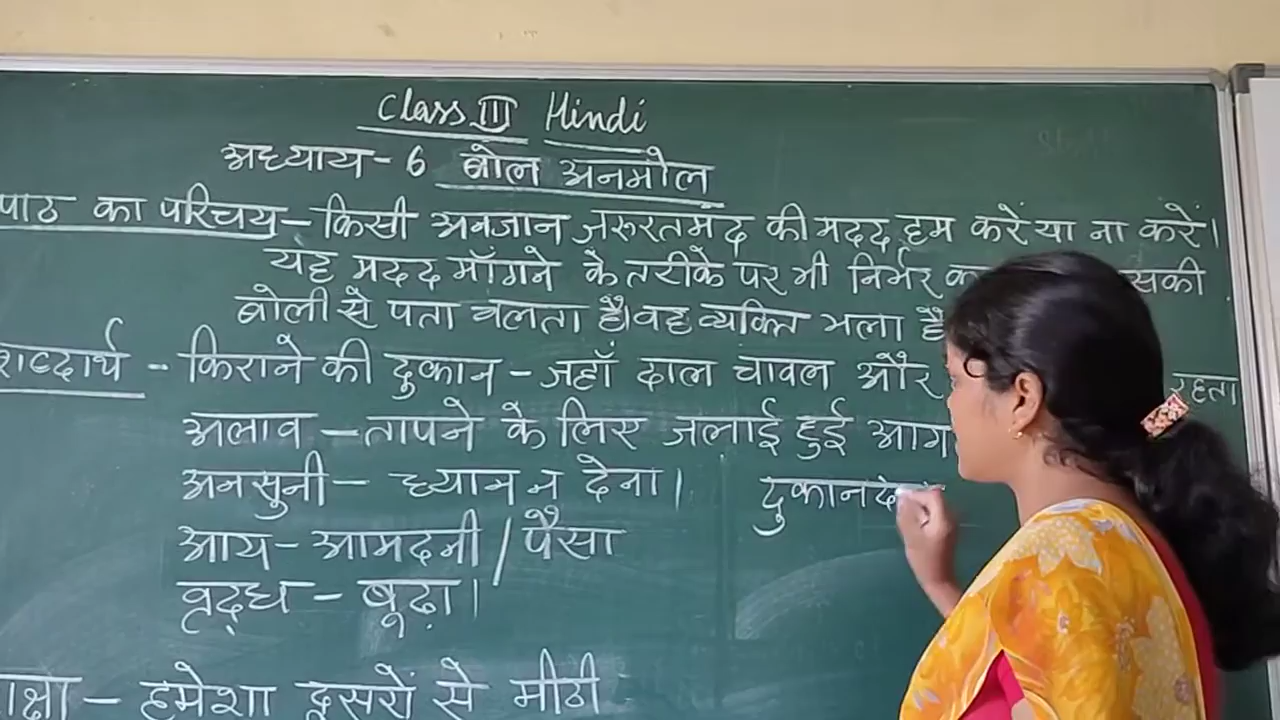 Class III Hindi
अध्याय- 6 बोल अनमोल
पाठ का परिचय - किसी अनजान ज़रूरतमंद की मदद हम करें या ना करें।
यह मदद माँगने के तरीके पर भी निर्भर सकी
बोली से पता चलता है। वह व्यक्ति भला है
शब्दार्थ - किराने की दुकान - जहाँ दाल चावल और रहता
अलाव - तापने के लिए जलाई हुई आग
अनसुनी - ध्यान न देना। दुकानदा
आय - आमदनी / पैसा
वृद्ध - बूढ़ा।
क्षा - हमेशा दूसरों से मीठी